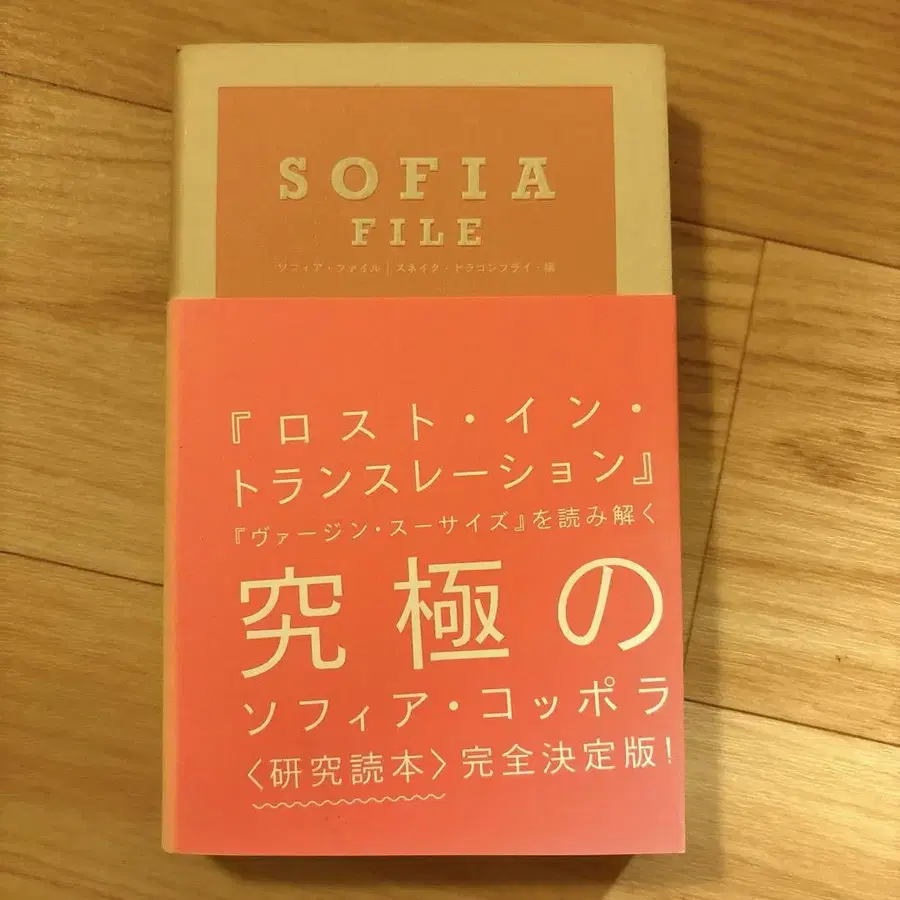 SOFIA
FILE
ソフィア・ファイル｜スネイク・ドラゴンフライ・編
『ロスト・イン・
トランスレーション』
『ヴァージン・スーサイズ』を読み解く
究極の
ソフィア・コッポラ
〈研究読本〉完全決定版!